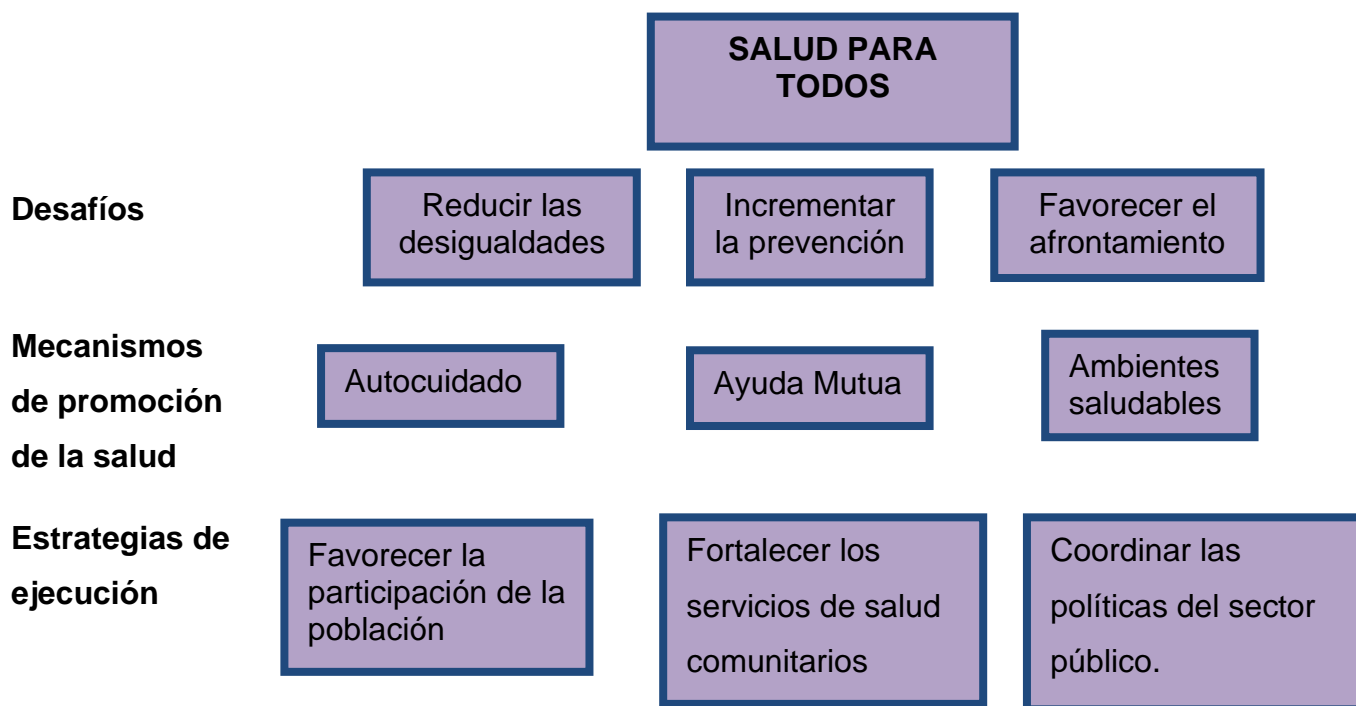 SALUD PARA
TODOS
Desafíos
Reducir las
desigualdades
Incrementar
la prevención
Favorecer el
afrontamiento
Mecanismos
de promoción
de la salud
Autocuidado
Ayuda Mutua
Ambientes
saludables
Estrategias de
ejecución
Favorecer la
participación de la
población
Fortalecer los
servicios de salud
comunitarios
Coordinar las
políticas del sector
público.